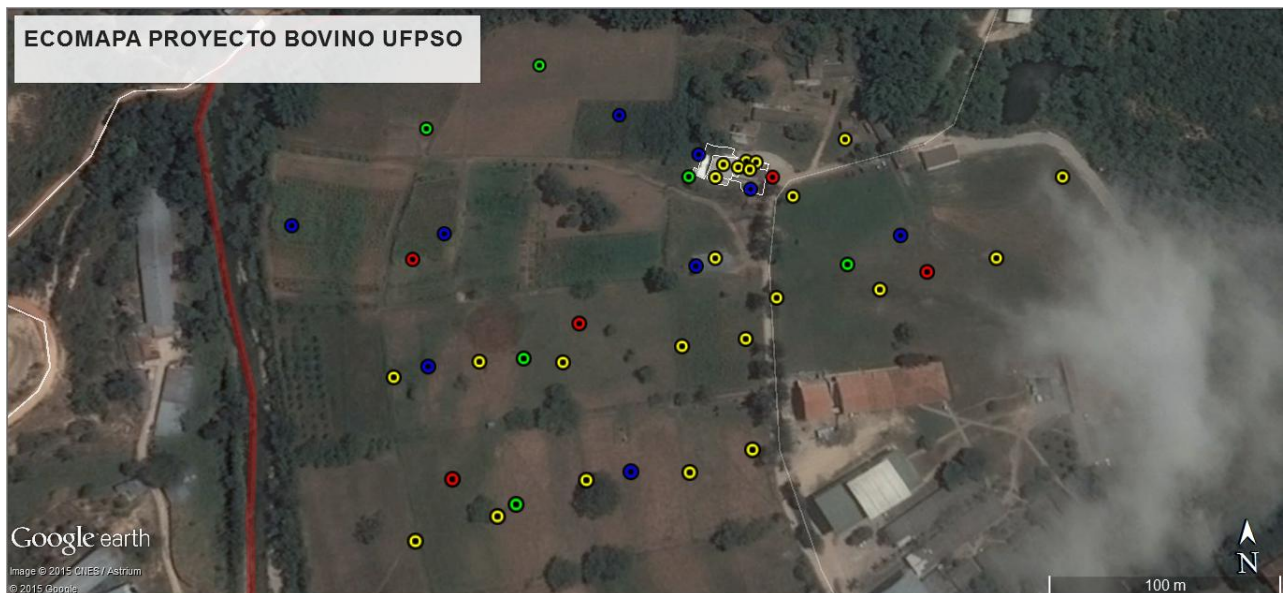 ECOMAPA PROYECTO BOVINO UFPSO
Google earth
Image © 2015 CNES / Astrium
© 2015 Google
N
100 m